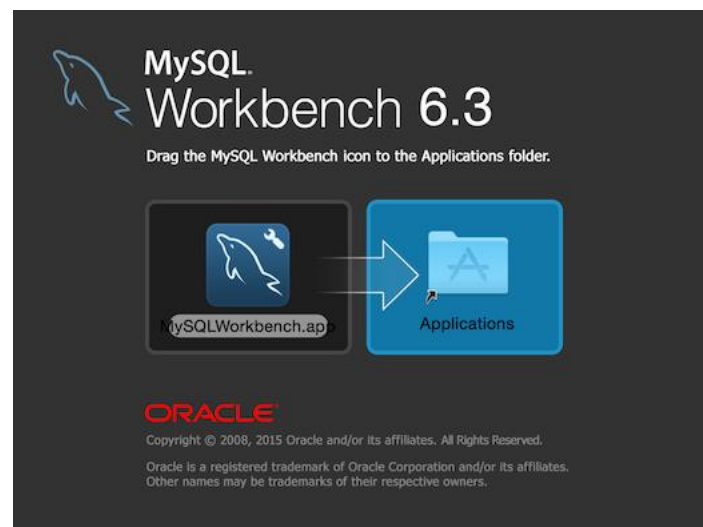 MySQL.
Workbench 6.3
Drag the MySQL Workbench icon to the Applications folder.
MySQLWorkbench.app
Applications
ORACLE
Copyright © 2008, 2015 Oracle and/or its affiliates. All Rights Reserved.
Oracle is a registered trademark of Oracle Corporation and/or its affiliates.
Other names may be trademarks of their respective owners.